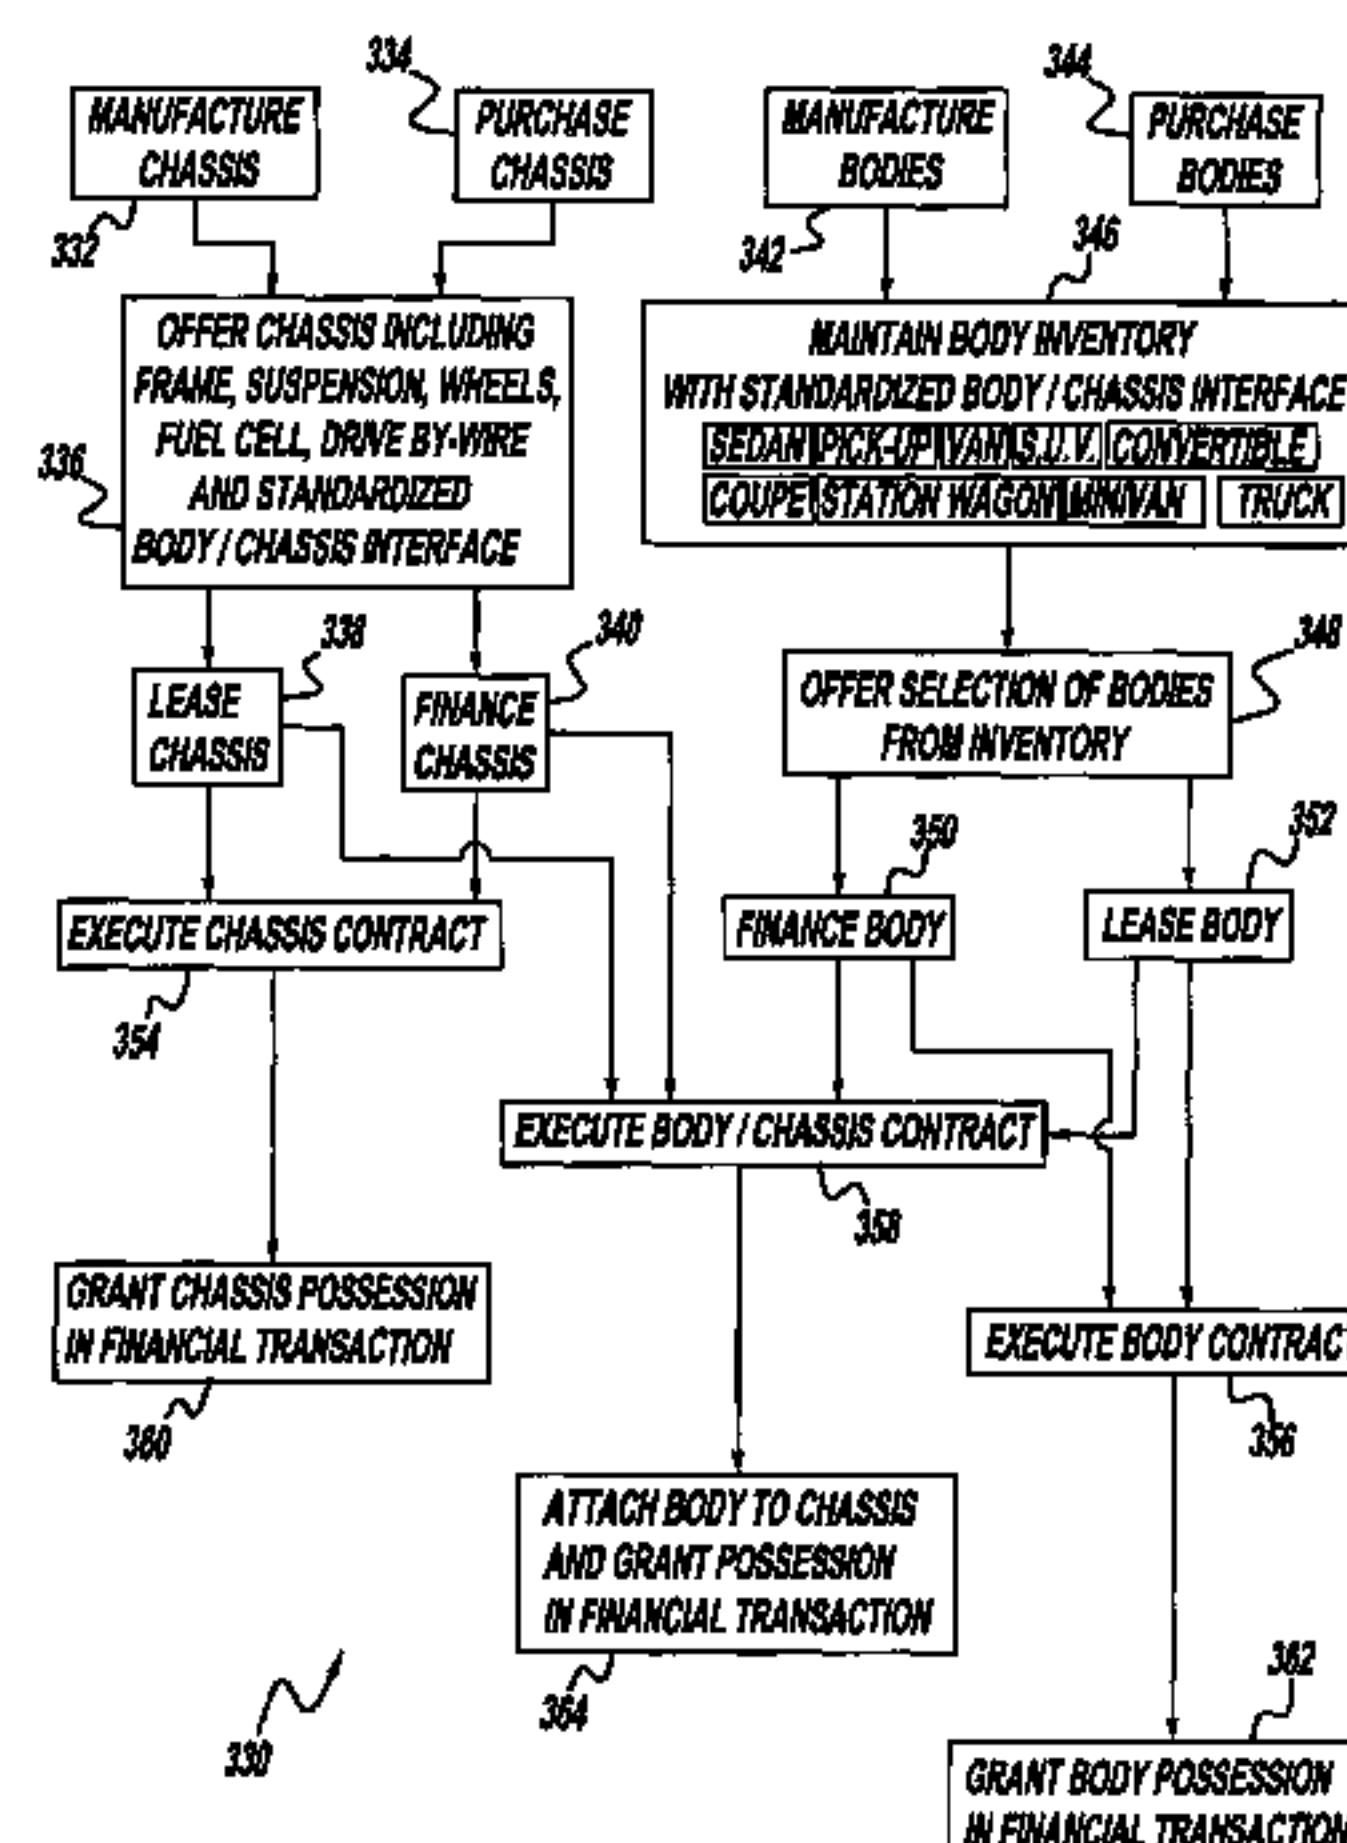 334
344
MANUFACTURE
CHASSIS
PURCHASE
CHASSIS
MANUFACTURE
BODIES
PURCHASE
BODIES
332
342
346
OFFER CHASSIS INCLUDING
FRAME, SUSPENSION, WHEELS,
FUEL CELL, DRIVE BY-WIRE
AND STANDARDIZED
BODY / CHASSIS INTERFACE
336
MAINTAIN BODY INVENTORY
WITH STANDARDIZED BODY / CHASSIS INTERFACE
SEDAN PICK-UP VAN S.U.V. CONVERTIBLE
COUPE STATION WAGON MINIVAN TRUCK
338
340
348
LEASE
CHASSIS
FINANCE
CHASSIS
OFFER SELECTION OF BODIES
FROM INVENTORY
350
352
EXECUTE CHASSIS CONTRACT
FINANCE BODY
LEASE BODY
354
EXECUTE BODY / CHASSIS CONTRACT
358
GRANT CHASSIS POSSESSION
IN FINANCIAL TRANSACTION
EXECUTE BODY CONTRACT
360
356
ATTACH BODY TO CHASSIS
AND GRANT POSSESSION
IN FINANCIAL TRANSACTION
364
362
330
GRANT BODY POSSESSION
IN FINANCIAL TRANSACTION